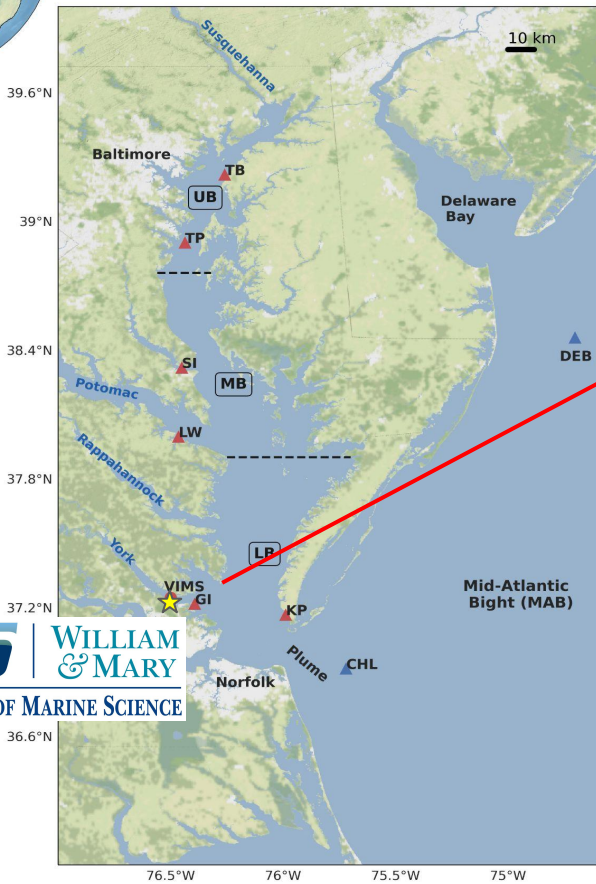 10 km
Susquehanna
39.6°N
Baltimore
TB
UB
Delaware
Bay
39°N
TP
38.4°N
DEB
SI
MB
Potomac
LW
37.8°N
Rappahannock
York
LB
VIMS
GI
Mid-Atlantic
Bight (MAB)
37.2°N
KP
WILLIAM
& MARY
Plume
CHL
Norfolk
OF MARINE SCIENCE
36.6°N
76.5°W
76°W
75.5°W
75°W